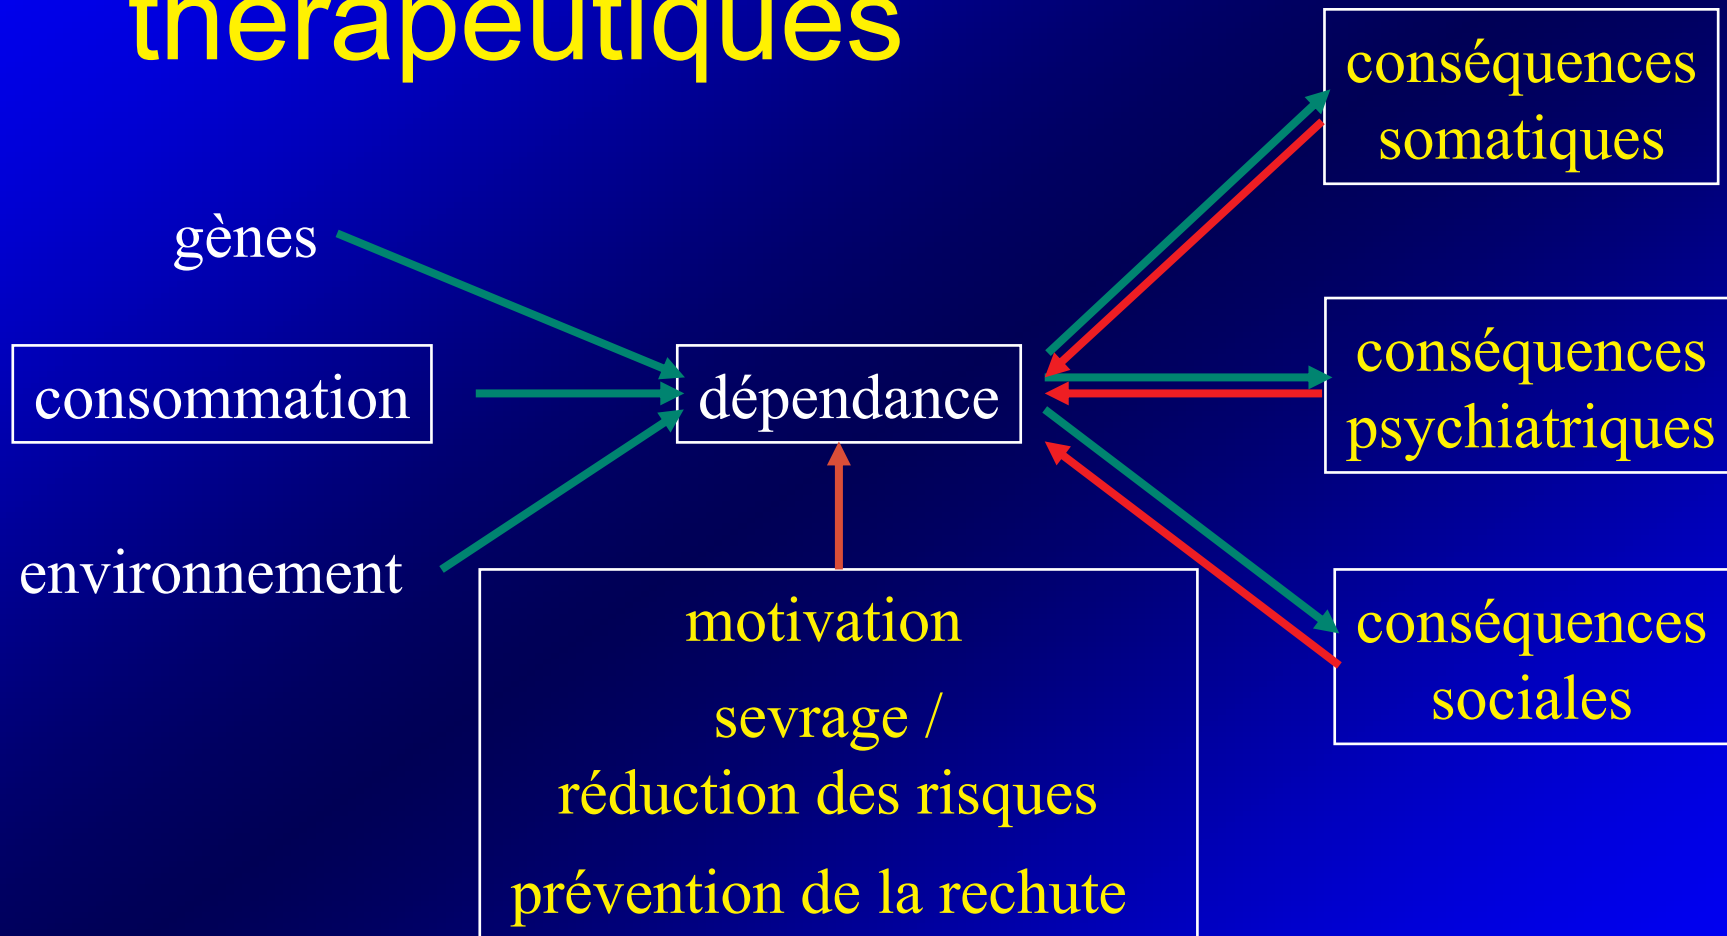 thérapeutiques
conséquences
somatiques
gènes
consommation
dépendance
conséquences
psychiatriques
environnement
motivation
sevrage /
réduction des risques
prévention de la rechute
conséquences
sociales